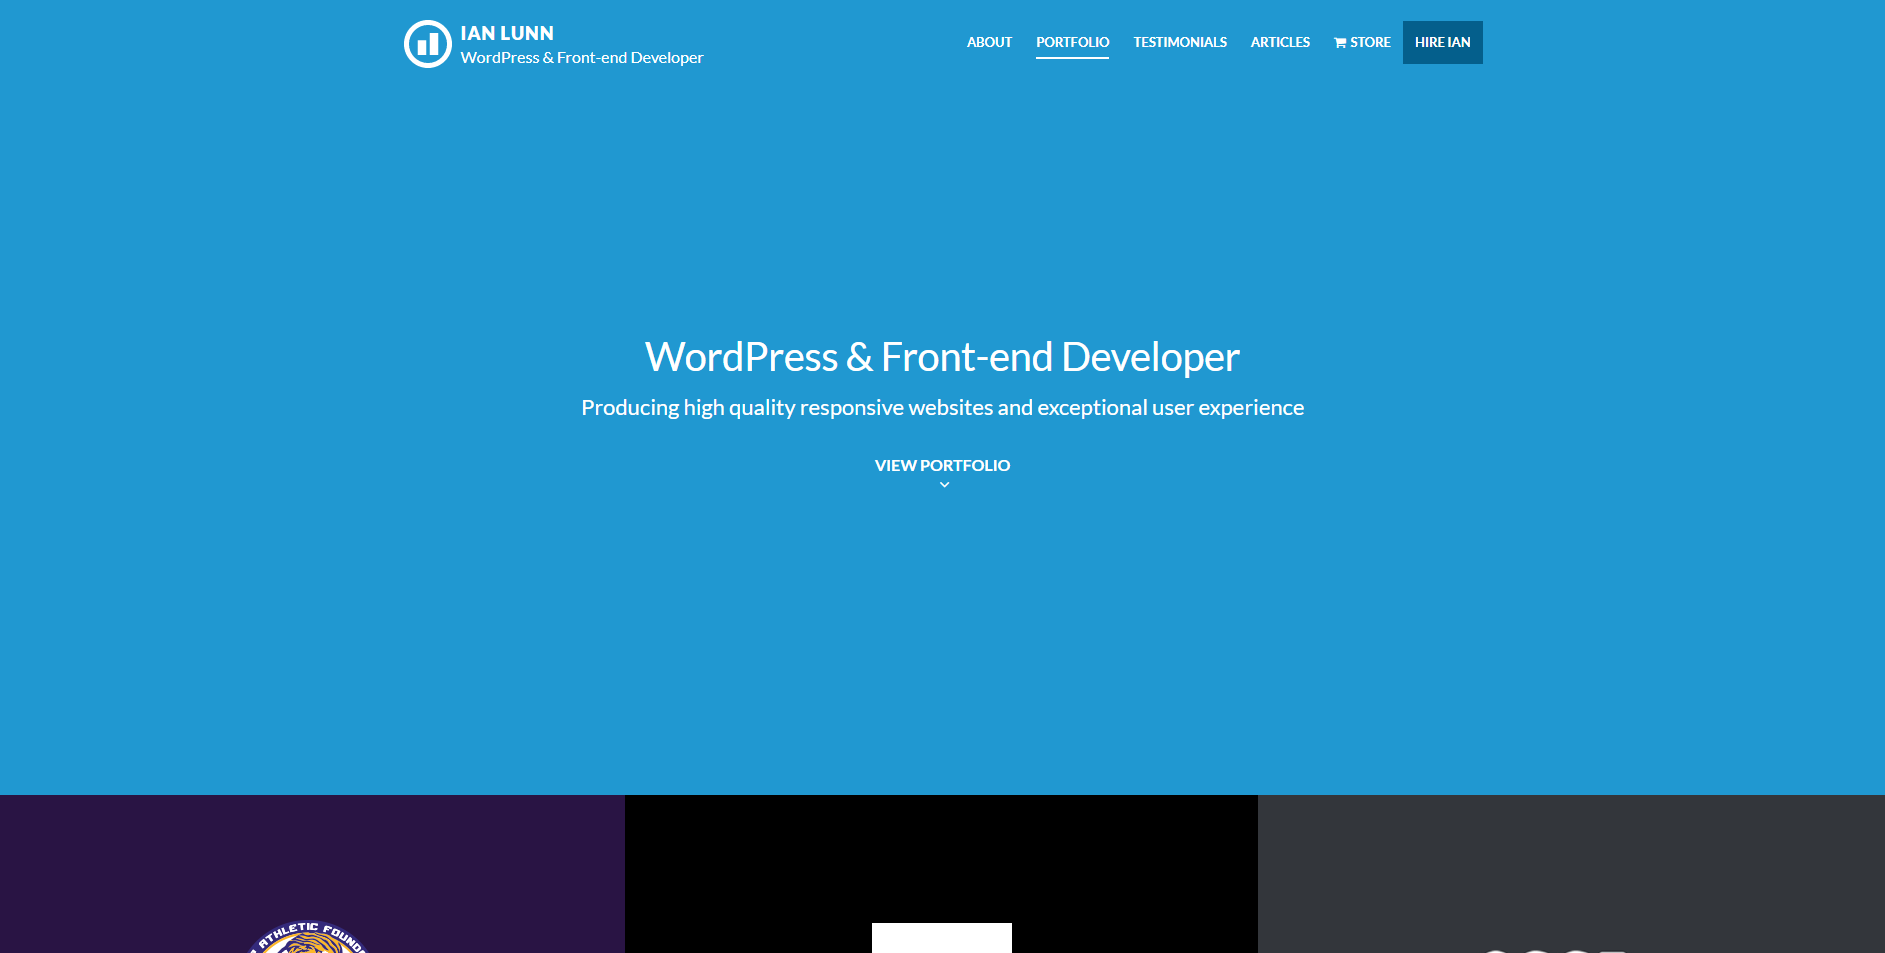 IAN LUNN
WordPress & Front-end Developer
ABOUT PORTFOLIO TESTIMONIALS ARTICLES STORE HIRE IAN
WordPress & Front-end Developer
Producing high quality responsive websites and exceptional user experience
VIEW PORTFOLIO
ATHLETIC